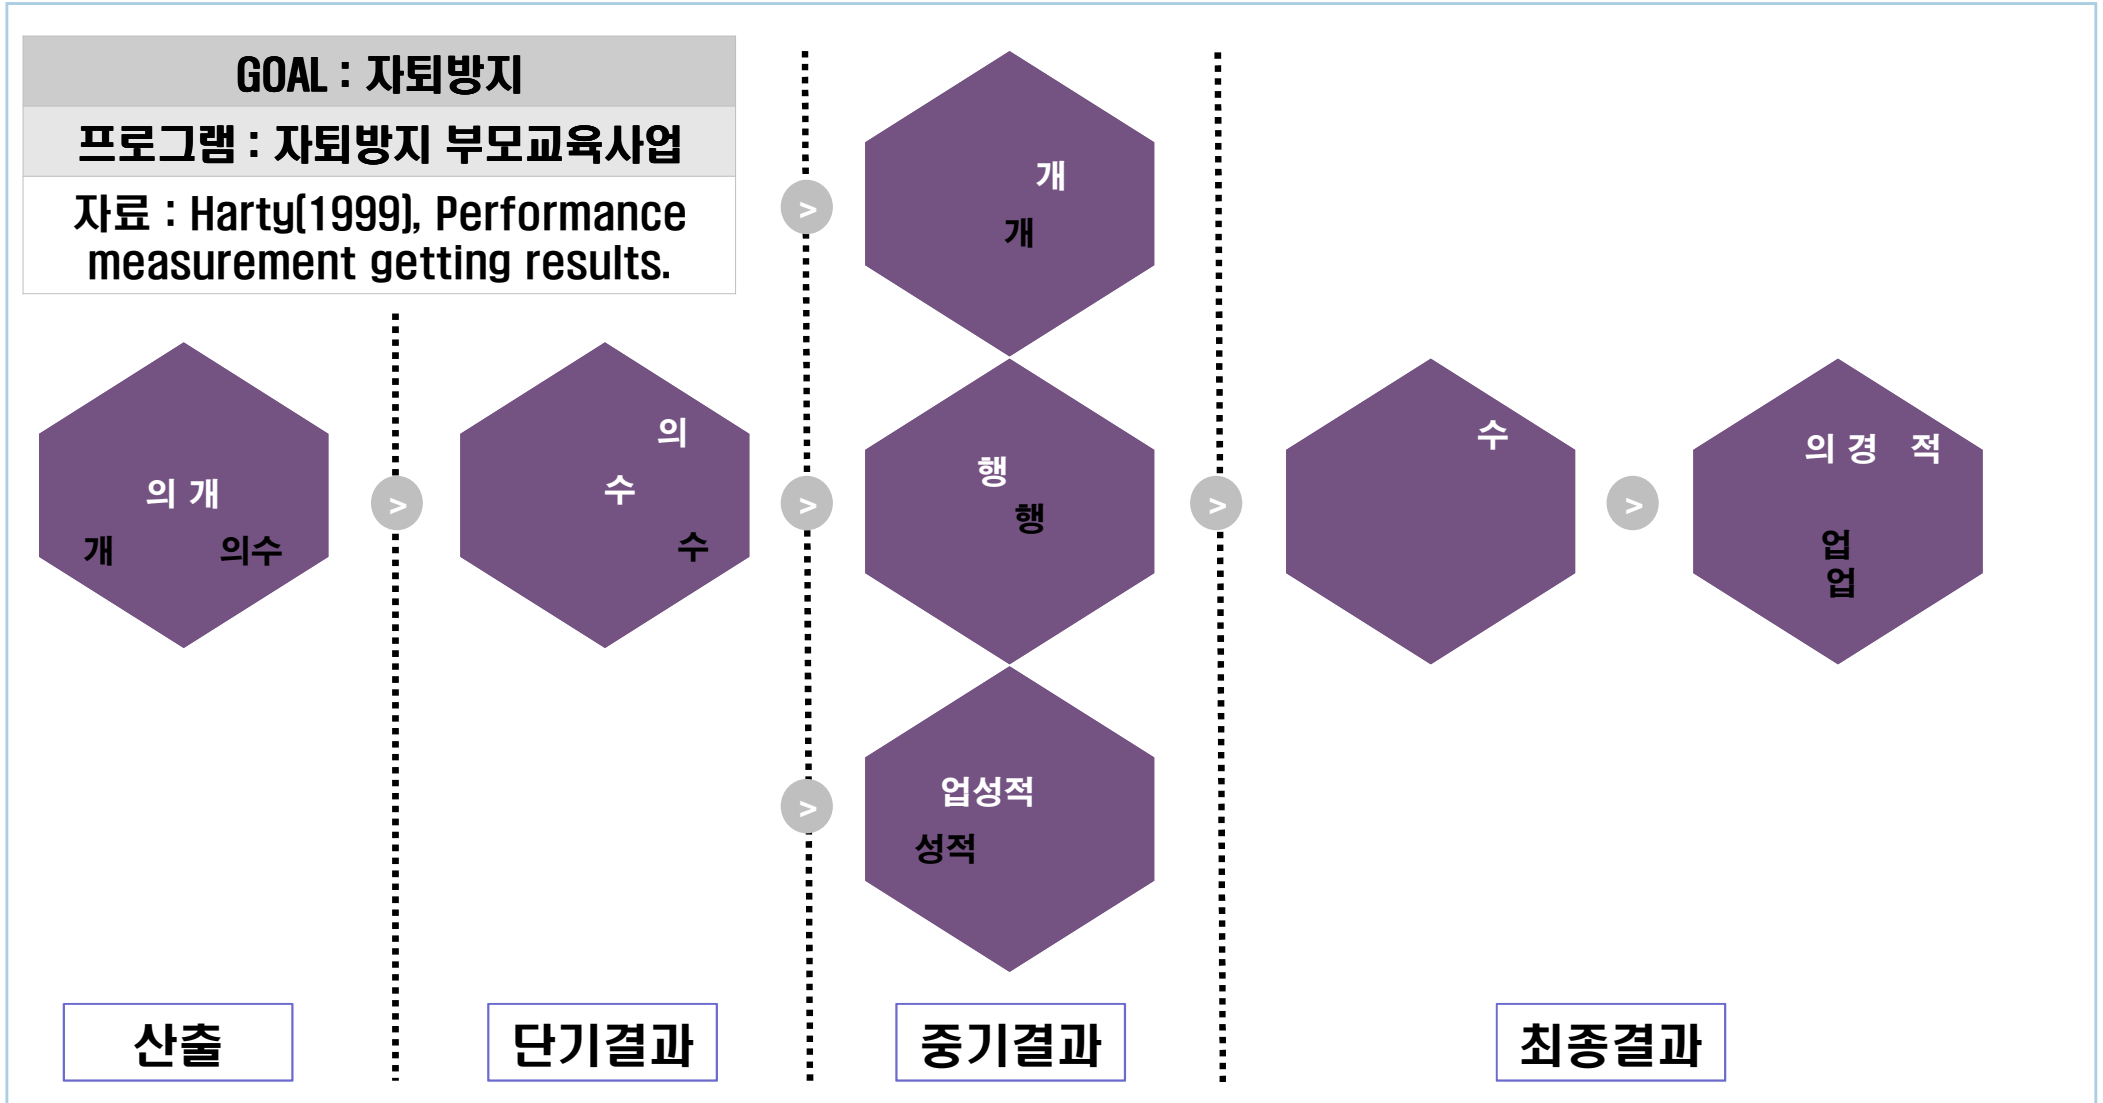 GOAL : 자퇴방지
프로그램 : 자퇴방지 부모교육사업
자료 : Harty(1999), Performance
measurement getting results.
의 개
개 의수
의
수
수
개
개
행
행
업성적
성적
수
의 경 적
업
업
>
>
>
>
>
>
산출
단기결과
중기결과
최종결과